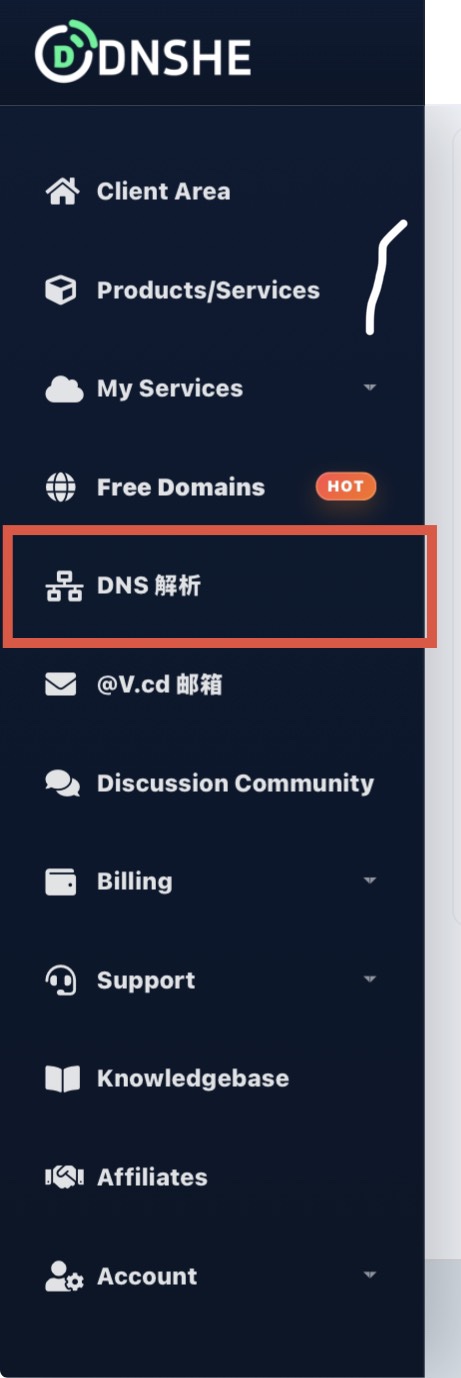 DNSHE
Client Area
Products/Services
My Services
Free Domains HOT
DNS 解析
@V.cd 邮箱
Discussion Community
Billing
Support
Knowledgebase
Affiliates
Account